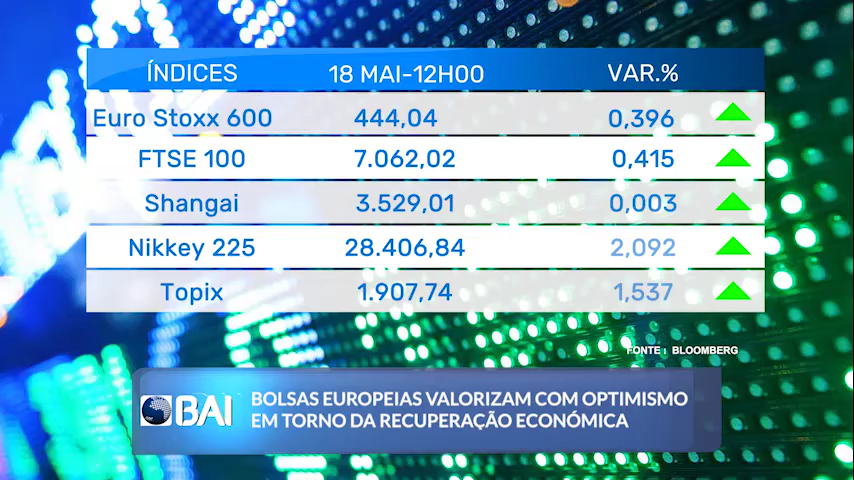 ÍNDICES 18 MAI-12H00 VAR.%
Euro Stoxx 600 444,04 0,396
FTSE 100 7.062,02 0,415
Shangai 3.529,01 0,003
Nikkey 225 28.406,84 2,092
Topix 1.907,74 1,537
FONTE : BLOOMBERG
BAI
BOLSAS EUROPEIAS VALORIZAM COM OPTIMISMO
EM TORNO DA RECUPERAÇÃO ECONÓMICA